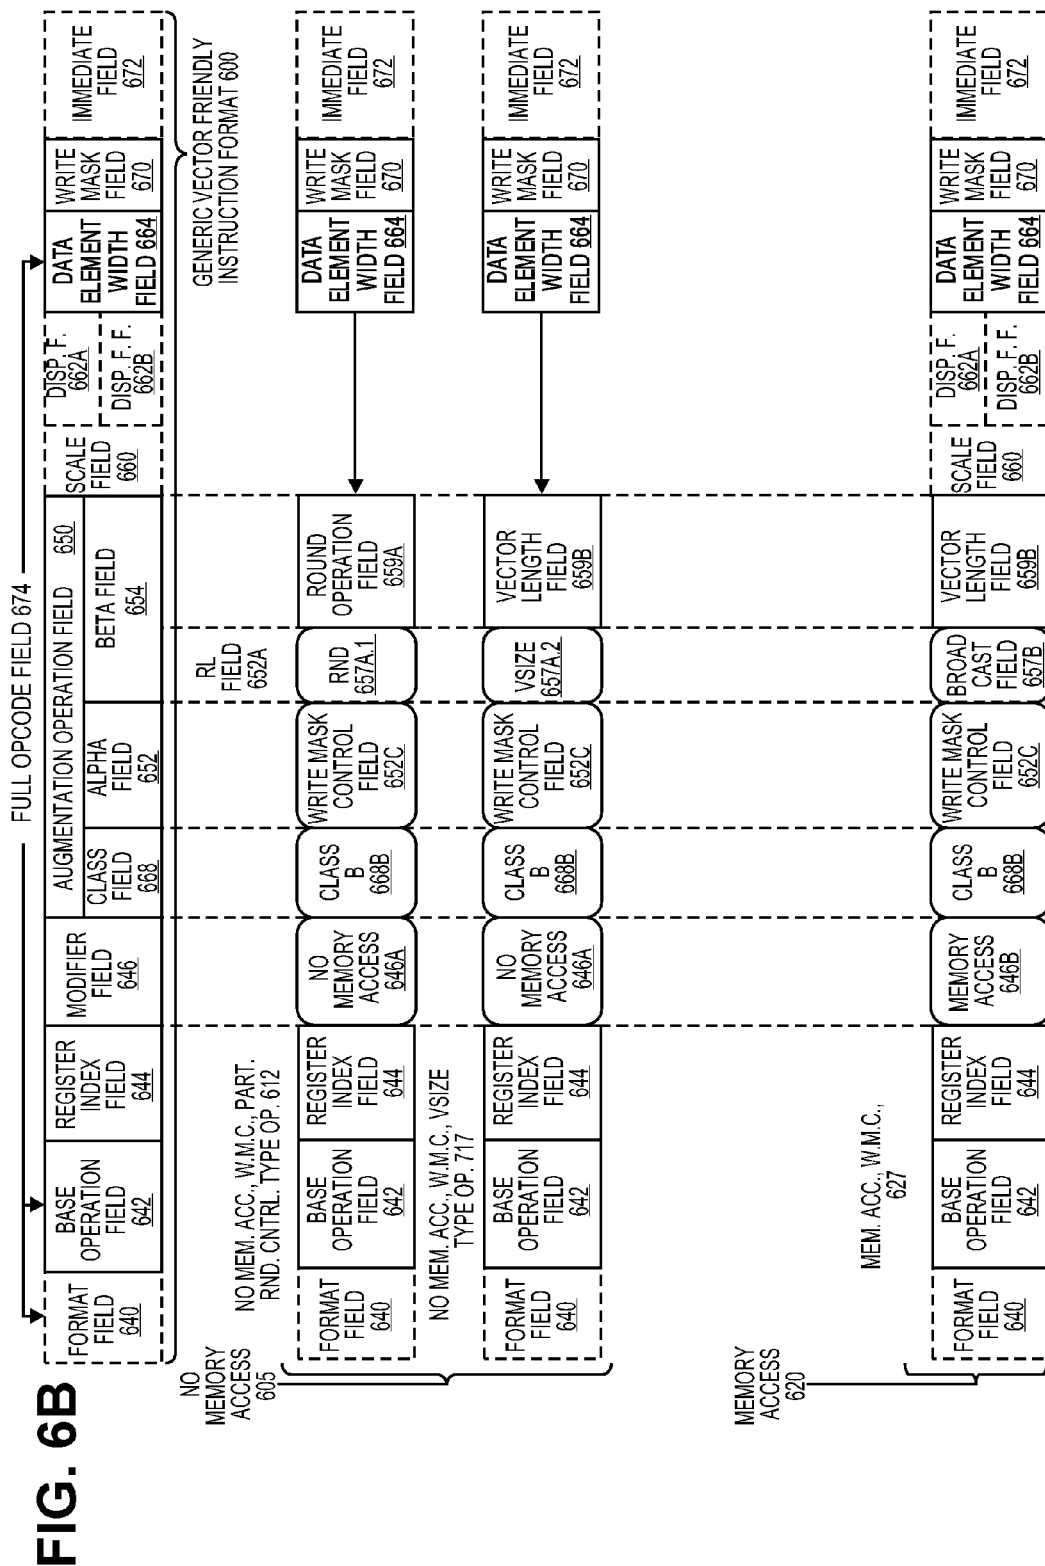 FIG. 6B
FULL OPCODE FIELD 674
FORMAT
FIELD
640
BASE
OPERATION
FIELD
642
REGISTER
INDEX
FIELD
644
MODIFIER
FIELD
646
AUGMENTATION OPERATION FIELD 650
CLASS
FIELD
668
ALPHA
FIELD
652
BETA FIELD
654
SCALE
FIELD
660
DISP. F.
662A
DISP. F. F.
662B
DATA
ELEMENT
WIDTH
FIELD 664
WRITE
MASK
FIELD
670
IMMEDIATE
FIELD
672
GENERIC VECTOR FRIENDLY
INSTRUCTION FORMAT 600
RL
FIELD
652A
NO
MEMORY
ACCESS
605
NO MEM. ACC., W.M.C., PART.
RND. CNTRL. TYPE OP. 612
FORMAT
FIELD
640
BASE
OPERATION
FIELD
642
REGISTER
INDEX
FIELD
644
NO
MEMORY
ACCESS
646A
CLASS
B
668B
WRITE MASK
CONTROL
FIELD
652C
RND
657A.1
ROUND
OPERATION
FIELD
659A
DATA
ELEMENT
WIDTH
FIELD 664
WRITE
MASK
FIELD
670
IMMEDIATE
FIELD
672
NO MEM. ACC., W.M.C., VSIZE
TYPE OP. 717
FORMAT
FIELD
640
BASE
OPERATION
FIELD
642
REGISTER
INDEX
FIELD
644
NO
MEMORY
ACCESS
646A
CLASS
B
668B
WRITE MASK
CONTROL
FIELD
652C
VSIZE
657A.2
VECTOR
LENGTH
FIELD
659B
DATA
ELEMENT
WIDTH
FIELD 664
WRITE
MASK
FIELD
670
IMMEDIATE
FIELD
672
MEMORY
ACCESS
620
MEM. ACC., W.M.C.,
627
FORMAT
FIELD
640
BASE
OPERATION
FIELD
642
REGISTER
INDEX
FIELD
644
MEMORY
ACCESS
646B
CLASS
B
668B
WRITE MASK
CONTROL
FIELD
652C
BROAD
CAST
FIELD
657B
VECTOR
LENGTH
FIELD
659B
SCALE
FIELD
660
DISP. F.
662A
DISP. F. F.
662B
DATA
ELEMENT
WIDTH
FIELD 664
WRITE
MASK
FIELD
670
IMMEDIATE
FIELD
672